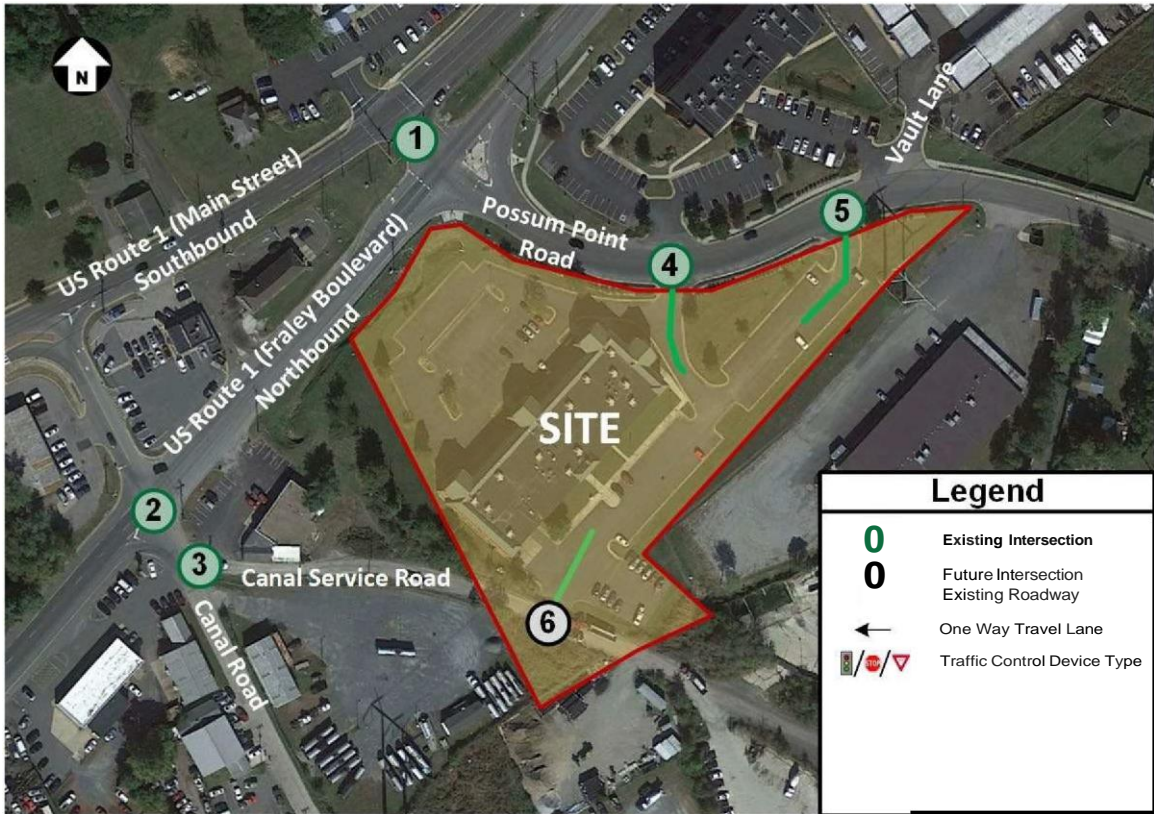 N
1
Vault Lane
US Route 1 (Main Street)
Southbound
US Route 1 (Fraley Boulevard)
Northbound
Possum Point
Road
5
4
SITE
2
3
Canal Service Road
Canal Road
6
Legend
0 Existing Intersection
0 Future Intersection
Existing Roadway
One Way Travel Lane
STOP
Traffic Control Device Type